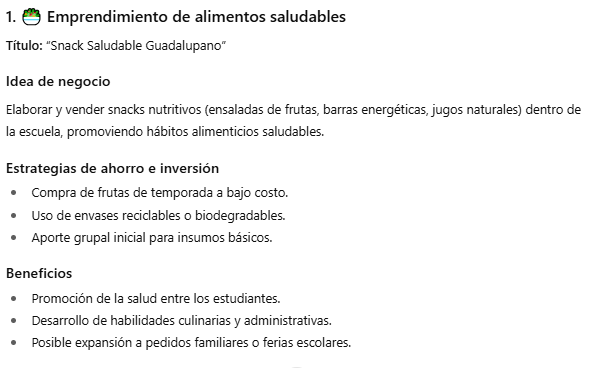 1. 🥗 Emprendimiento de alimentos saludables
Título: “Snack Saludable Guadalupano”
Idea de negocio
Elaborar y vender snacks nutritivos (ensaladas de frutas, barras energéticas, jugos naturales) dentro de
la escuela, promoviendo hábitos alimenticios saludables.
Estrategias de ahorro e inversión
• Compra de frutas de temporada a bajo costo.
• Uso de envases reciclables o biodegradables.
• Aporte grupal inicial para insumos básicos.
Beneficios
• Promoción de la salud entre los estudiantes.
• Desarrollo de habilidades culinarias y administrativas.
• Posible expansión a pedidos familiares o ferias escolares.